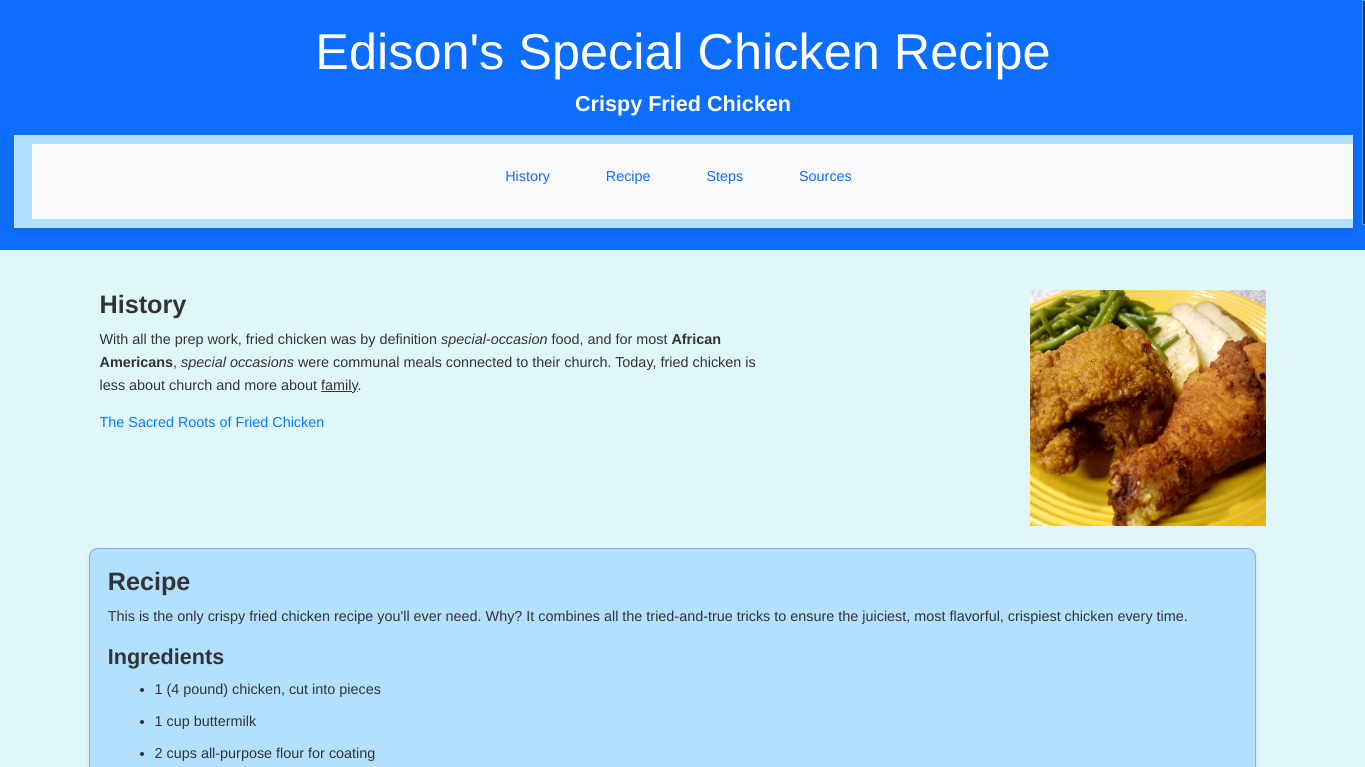 Edison's Special Chicken Recipe
Crispy Fried Chicken
History Recipe Steps Sources
History
With all the prep work, fried chicken was by definition special-occasion food, and for most African
Americans, special occasions were communal meals connected to their church. Today, fried chicken is
less about church and more about family.
The Sacred Roots of Fried Chicken
Recipe
This is the only crispy fried chicken recipe you'll ever need. Why? It combines all the tried-and-true tricks to ensure the juiciest, most flavorful, crispiest chicken every time.
Ingredients
• 1 (4 pound) chicken, cut into pieces
• 1 cup buttermilk
• 2 cups all-purpose flour for coating